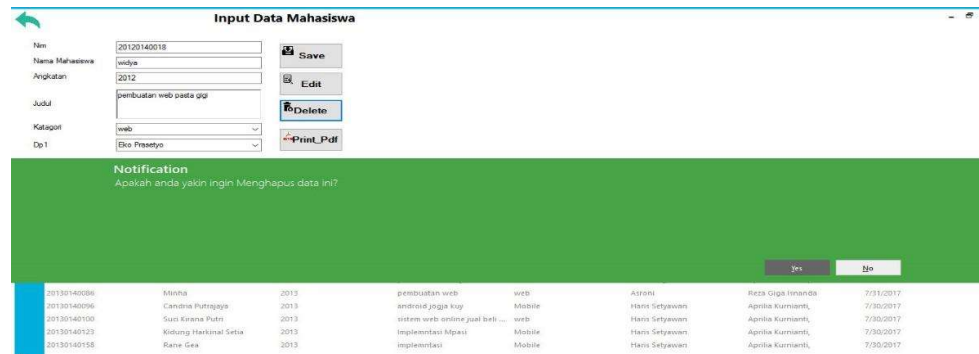 Input Data Mahasiswa
Nim 20120140018
Save
Nama Mahasiswa widya
Angkatan 2012
Edit
Judul pembuatan web pasta gigi
Delete
Katagori web
Print_Pdf
Dp1 Eko Prasetyo
Notification
Apakah anda yakin ingin Menghapus data ini?
Yes No
20130140086 Minha 2013 pembuatan web web Asroni Reza Giga Isnanda 7/31/2017
20130140096 Candria Putrajaya 2013 android jogja kuy Mobile Haris Setyawan Aprilia Kurnianti, 7/30/2017
20130140100 Suci Kirana Putri 2013 sistem web online jual beli ... web Haris Setyawan Aprilia Kurnianti, 7/30/2017
20130140123 Kidung Harkinal Setia 2013 Implemntasi Mpasi Mobile Haris Setyawan Aprilia Kurnianti, 7/30/2017
20130140158 Rane Gea 2013 implemntasi Mobile Haris Setyawan Aprilia Kurnianti, 7/30/2017